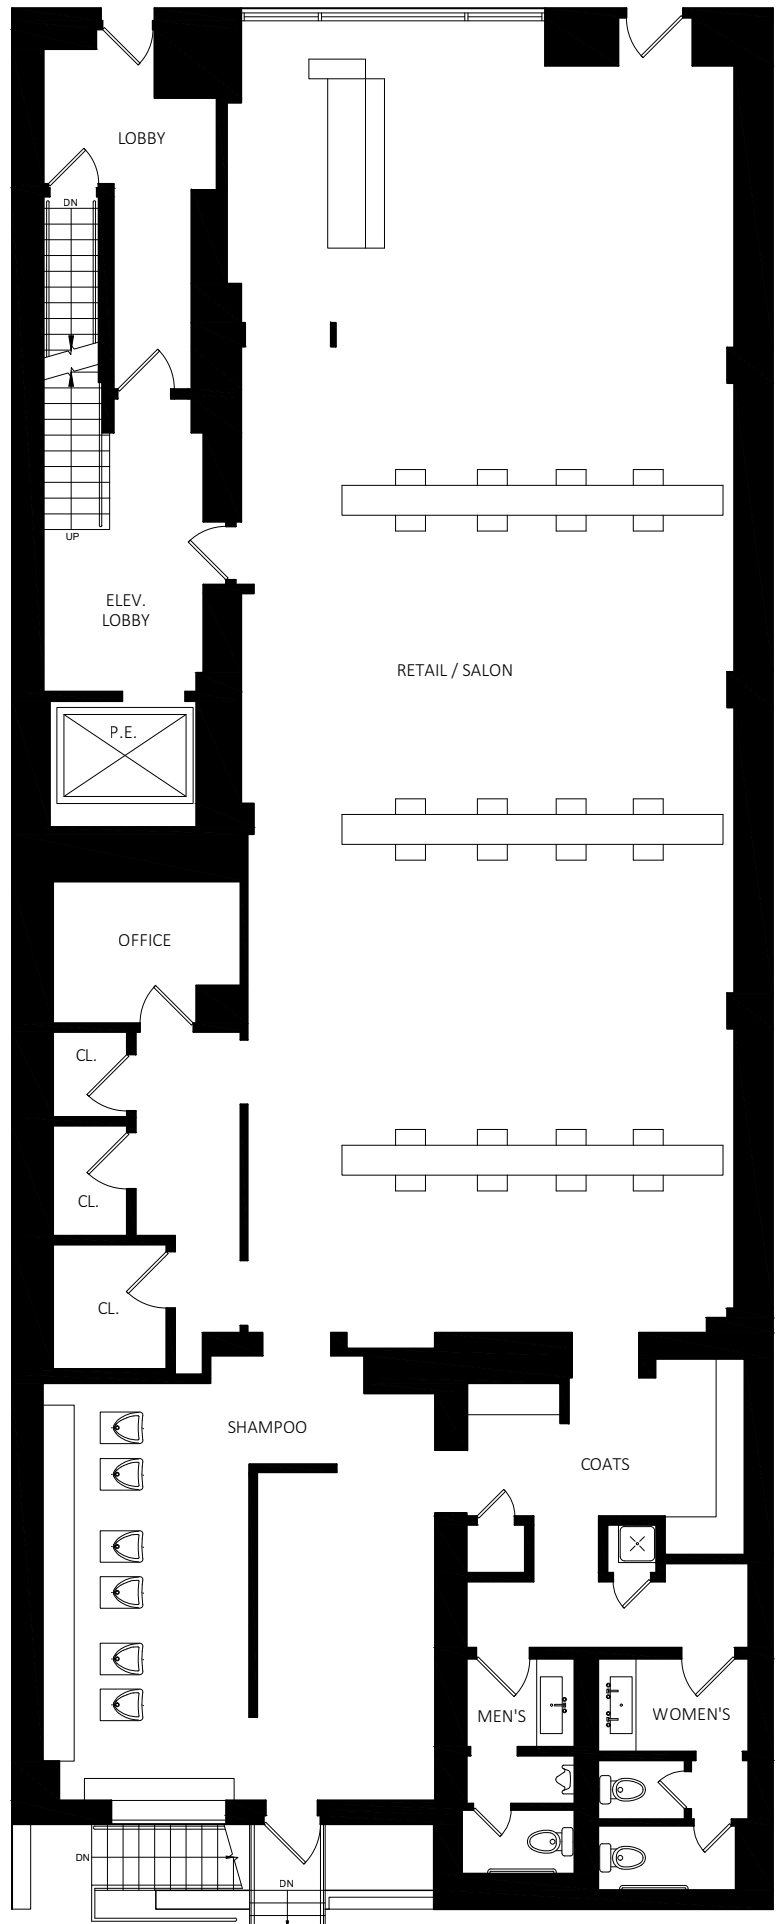 LOBBY
DN
UP
ELEV.
LOBBY
RETAIL / SALON
P.E.
OFFICE
CL.
CL.
CL.
SHAMPOO
COATS
MEN'S
WOMEN'S
DN
DN